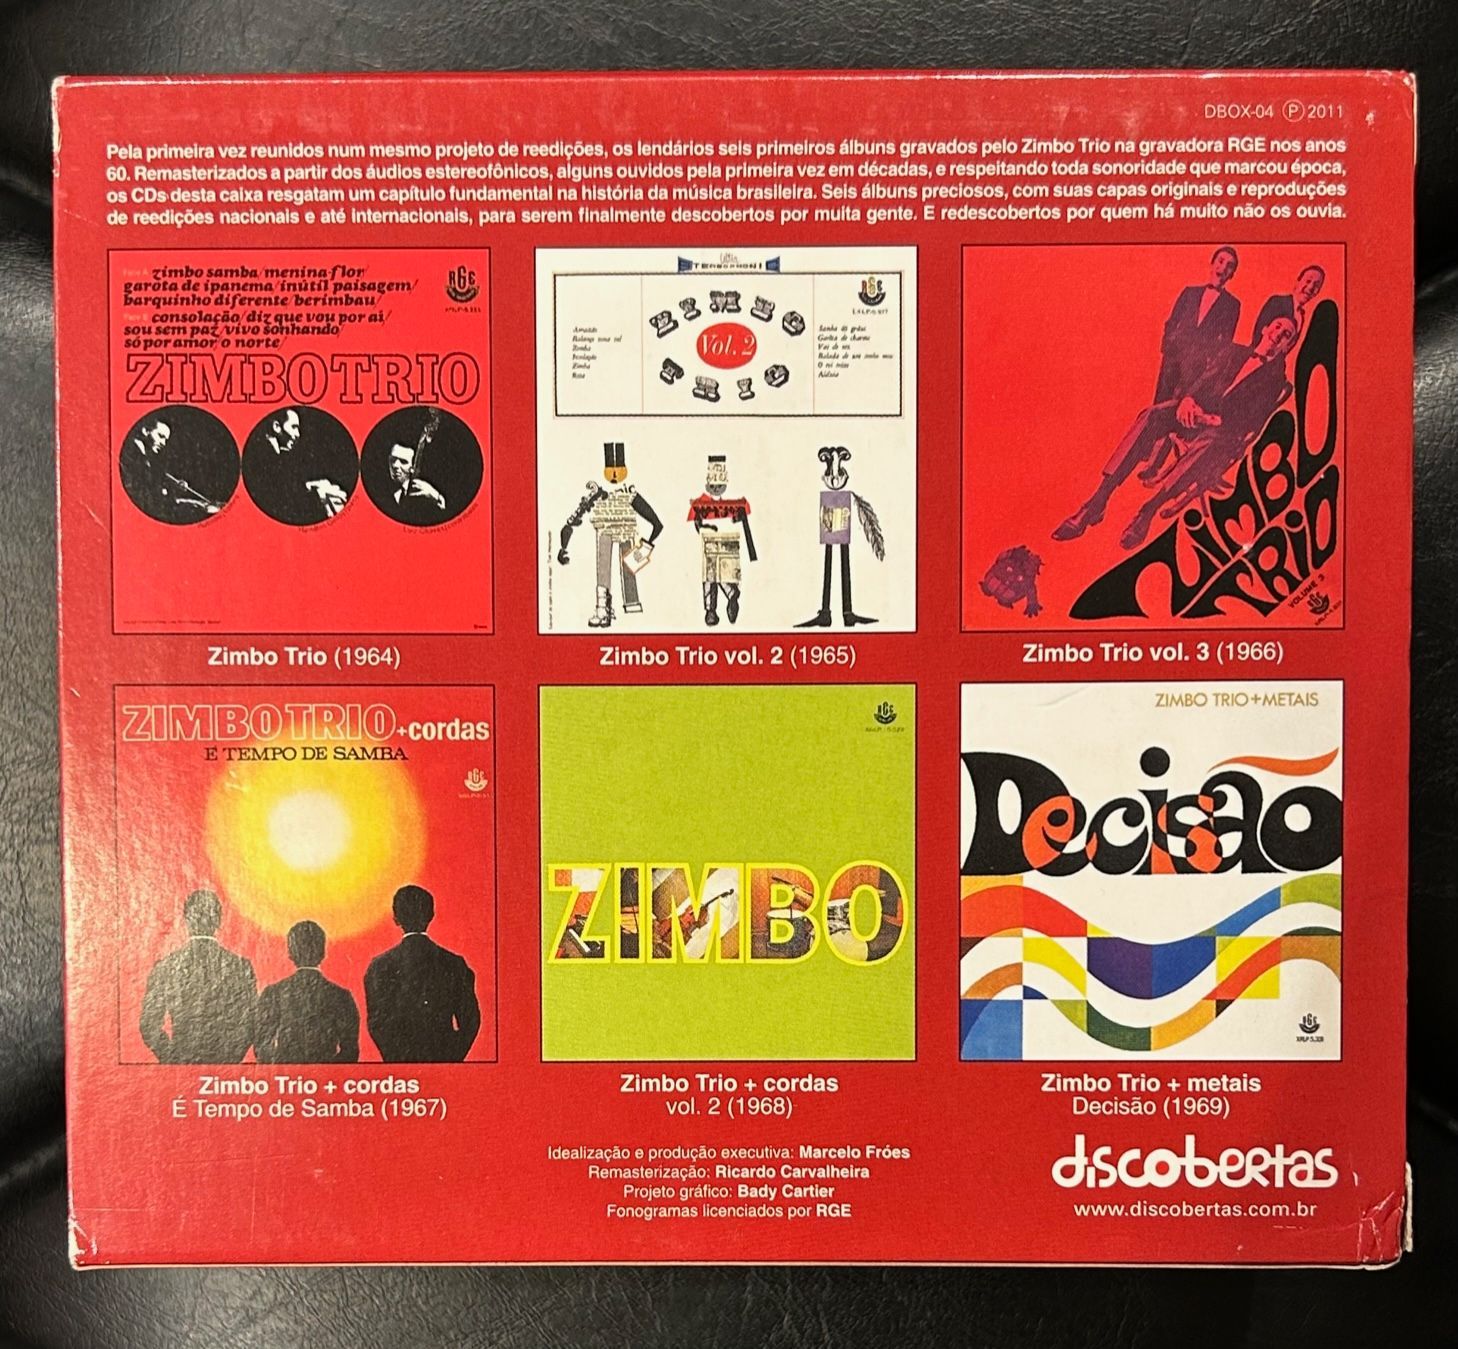 DBOX-04 Ⓟ 2011
Pela primeira vez reunidos num mesmo projeto de reedições, os lendários seis primeiros álbuns gravados pelo Zimbo Trio na gravadora RGE nos anos
60. Remasterizados a partir dos áudios estereofônicos, alguns ouvidos pela primeira vez em décadas, e respeitando toda sonoridade que marcou época,
os CDs desta caixa resgatam um capítulo fundamental na história da música brasileira. Seis álbuns preciosos, com suas capas originais e reproduções
de reedições nacionais e até internacionais, para serem finalmente descobertos por muita gente. E redescobertos por quem há muito não os ouvia.
zimbo samba/menina-flor/
garota de ipanema/inútil paisagem/
barquinho diferente/berimbau/
consolação/diz que vou por aí/
sou sem paz/vivo sonhando/
só por amor/o norte/
RGE
ZIMBO TRIO
ZIMBO
Vol. 2
TRIO
RGE
ZIMBO
TRIO
VOLUME 3
RGE
Zimbo Trio (1964)
Zimbo Trio vol. 2 (1965)
Zimbo Trio vol. 3 (1966)
ZIMBO TRIO +cordas
É TEMPO DE SAMBA
RGE
RGE
ZIMBO
ZIMBO TRIO+METAIS
Decisão
RGE
Zimbo Trio + cordas
É Tempo de Samba (1967)
Zimbo Trio + cordas
vol. 2 (1968)
Zimbo Trio + metais
Decisão (1969)
Idealização e produção executiva: Marcelo Fróes
Remasterização: Ricardo Carvalheira
Projeto gráfico: Bady Cartier
Fonogramas licenciados por RGE
discobertas
www.discobertas.com.br